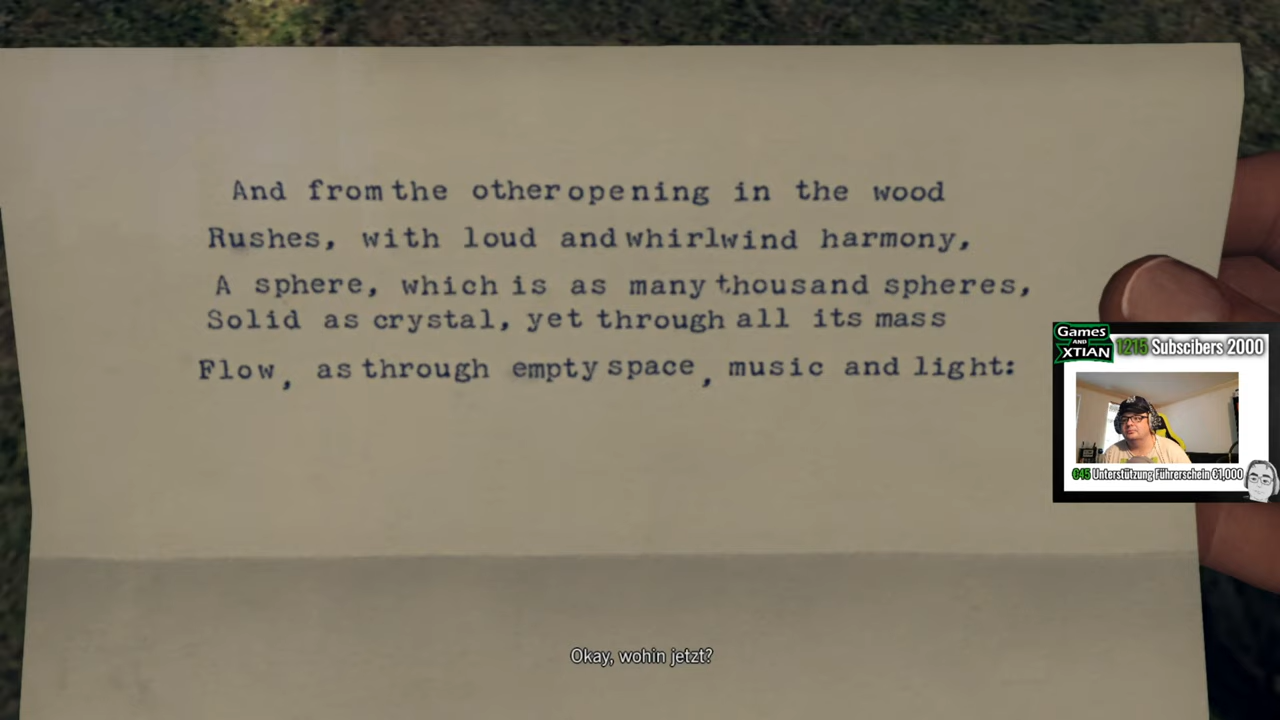 And from the other opening in the wood
Rushes, with loud and whirlwind harmony,
A sphere, which is as many thousand spheres,
Solid as crystal, yet through all its mass
Flow, as through empty space, music and light:
Games
AND
XTIAN
1215 Subscibers 2000
€45 Unterstützung Führerschein €1,000
Okay, wohin jetzt?